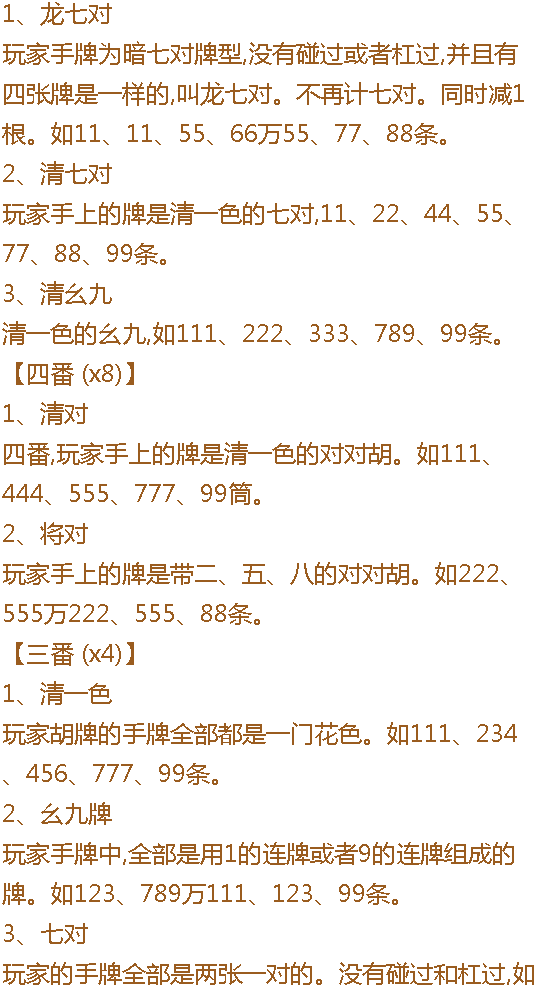 1、龙七对
玩家手牌为暗七对牌型,没有碰过或者杠过,并且有
四张牌是一样的,叫龙七对。不再计七对。同时减1
根。如11、11、55、66万55、77、88条。
2、清七对
玩家手上的牌是清一色的七对,11、22、44、55、
77、88、99条。
3、清幺九
清一色的幺九,如111、222、333、789、99条。
【四番 (x8)】
1、清对
四番,玩家手上的牌是清一色的对对胡。如111、
444、555、777、99筒。
2、将对
玩家手上的牌是带二、五、八的对对胡。如222、
555万222、555、88条。
【三番 (x4)】
1、清一色
玩家胡牌的手牌全部都是一门花色。如111、234
、456、777、99条。
2、幺九牌
玩家手牌中,全部是用1的连牌或者9的连牌组成的
牌。如123、789万111、123、99条。
3、七对
玩家的手牌全部是两张一对的。没有碰过和杠过,如